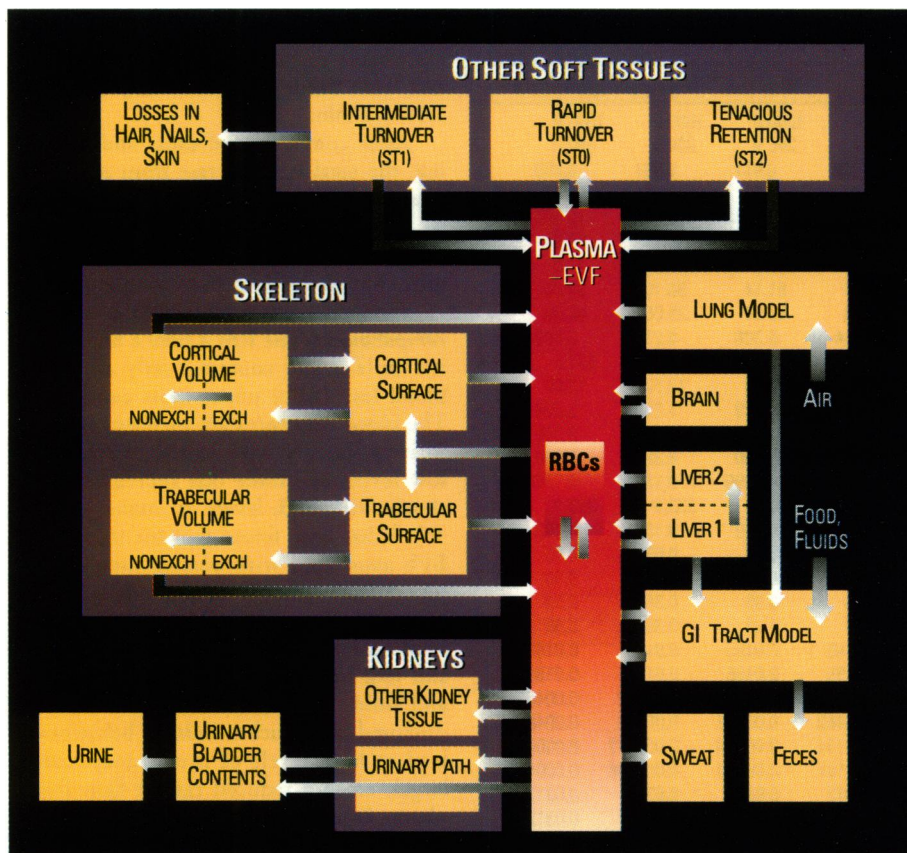 OTHER SOFT TISSUES
LOSSES IN
HAIR, NAILS,
SKIN
INTERMEDIATE
TURNOVER
(ST1)
RAPID
TURNOVER
(ST0)
TENACIOUS
RETENTION
(ST2)
PLASMA
–EVF
SKELETON
CORTICAL
VOLUME
NONEXCH
EXCH
CORTICAL
SURFACE
TRABECULAR
VOLUME
NONEXCH
EXCH
TRABECULAR
SURFACE
RBCs
LUNG MODEL
AIR
BRAIN
LIVER 2
LIVER 1
FOOD,
FLUIDS
GI TRACT MODEL
KIDNEYS
OTHER KIDNEY
TISSUE
URINARY PATH
URINE
URINARY
BLADDER
CONTENTS
SWEAT
FECES